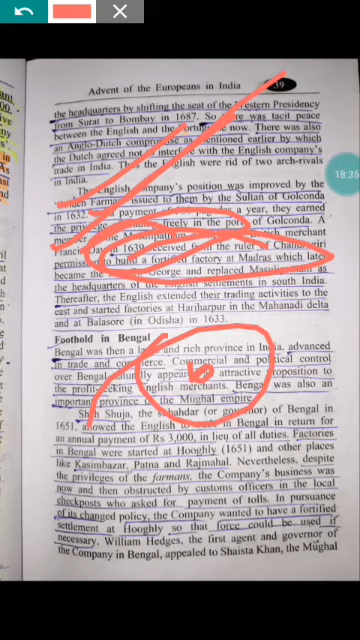 Advent of the Europeans in India 39
the headquarters by shifting the seat of the Western Presidency
from Surat to Bombay in 1687. So there was tacit peace
between the English and the Portuguese now. There was also
an Anglo-Dutch compromise as mentioned earlier by which
the Dutch agreed not to interfere with the English company's
trade in India. Thus the English were rid of two arch-rivals
in India.
The English Company's position was improved by the
Golden Farman issued to them by the Sultan of Golconda
in 1632. payment of a year, they earned
the privilege freely in the ports of Golconda. A
member merchant
Francis Day in 1639 received from the ruler of Chandragiri
permission to build a fortified factory at Madras which later
became the George and replaced Masulipatnam as
the headquarters of the English settlements in south India.
Thereafter, the English extended their trading activities to the
east and started factories at Hariharpur in the Mahanadi delta
and at Balasore (in Odisha) in 1633.
Foothold in Bengal
Bengal was then a large and rich province in India, advanced
in trade and commerce. Commercial and political control
over Bengal naturally appeared attractive proposition to
the profit-seeking English merchants. Bengal was also an
important province of the Mughal empire.
Shah Shuja, the subahdar (or governor) of Bengal in
1651, allowed the English to trade in Bengal in return for
an annual payment of Rs 3,000, in lieu of all duties. Factories
in Bengal were started at Hooghly (1651) and other places
like Kasimbazar, Patna and Rajmahal. Nevertheless, despite
the privileges of the farmans, the Company's business was
now and then obstructed by customs officers in the local
checkposts who asked for payment of tolls. In pursuance
of its changed policy, the Company wanted to have a fortified
settlement at Hooghly so that force could be used if
necessary. William Hedges, the first agent and governor of
the Company in Bengal, appealed to Shaista Khan, the Mughal
18:35